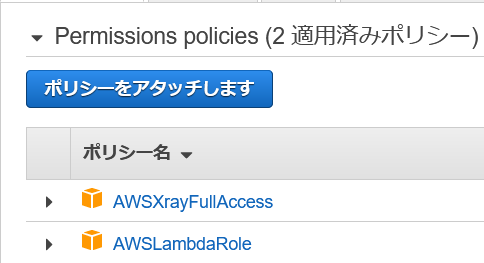 Permissions policies (2 適用済みポリシー)
ポリシーをアタッチします
ポリシー名
AWSXrayFullAccess
AWSLambdaRole